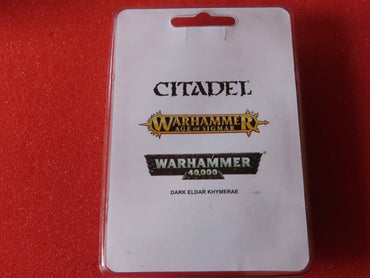 CITADEL
WARHAMMER
AGE OF SIGMAR
WARHAMMER
40,000
DARK ELDAR KHYMERAE